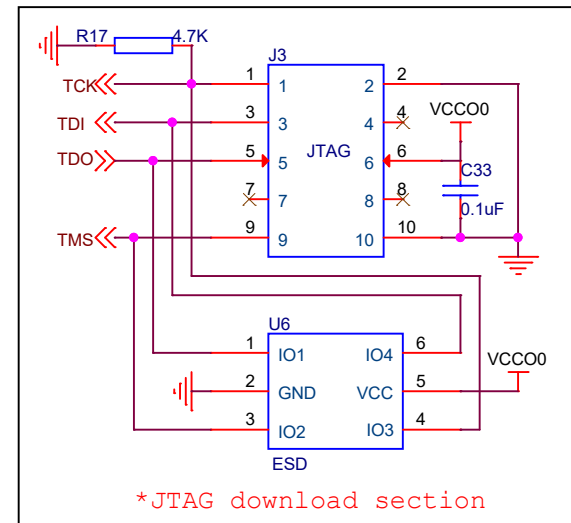 R17 4.7K
J3
TCK 1 1 2 2
TDI 3 3 4 4 VCCO0
TDO 5 5 JTAG 6 6 C33
7 7 8 8 0.1uF
TMS 9 9 10 10
U6
1 IO1 IO4 6 VCCO0
2 GND VCC 5
3 IO2 IO3 4
ESD
*JTAG download section